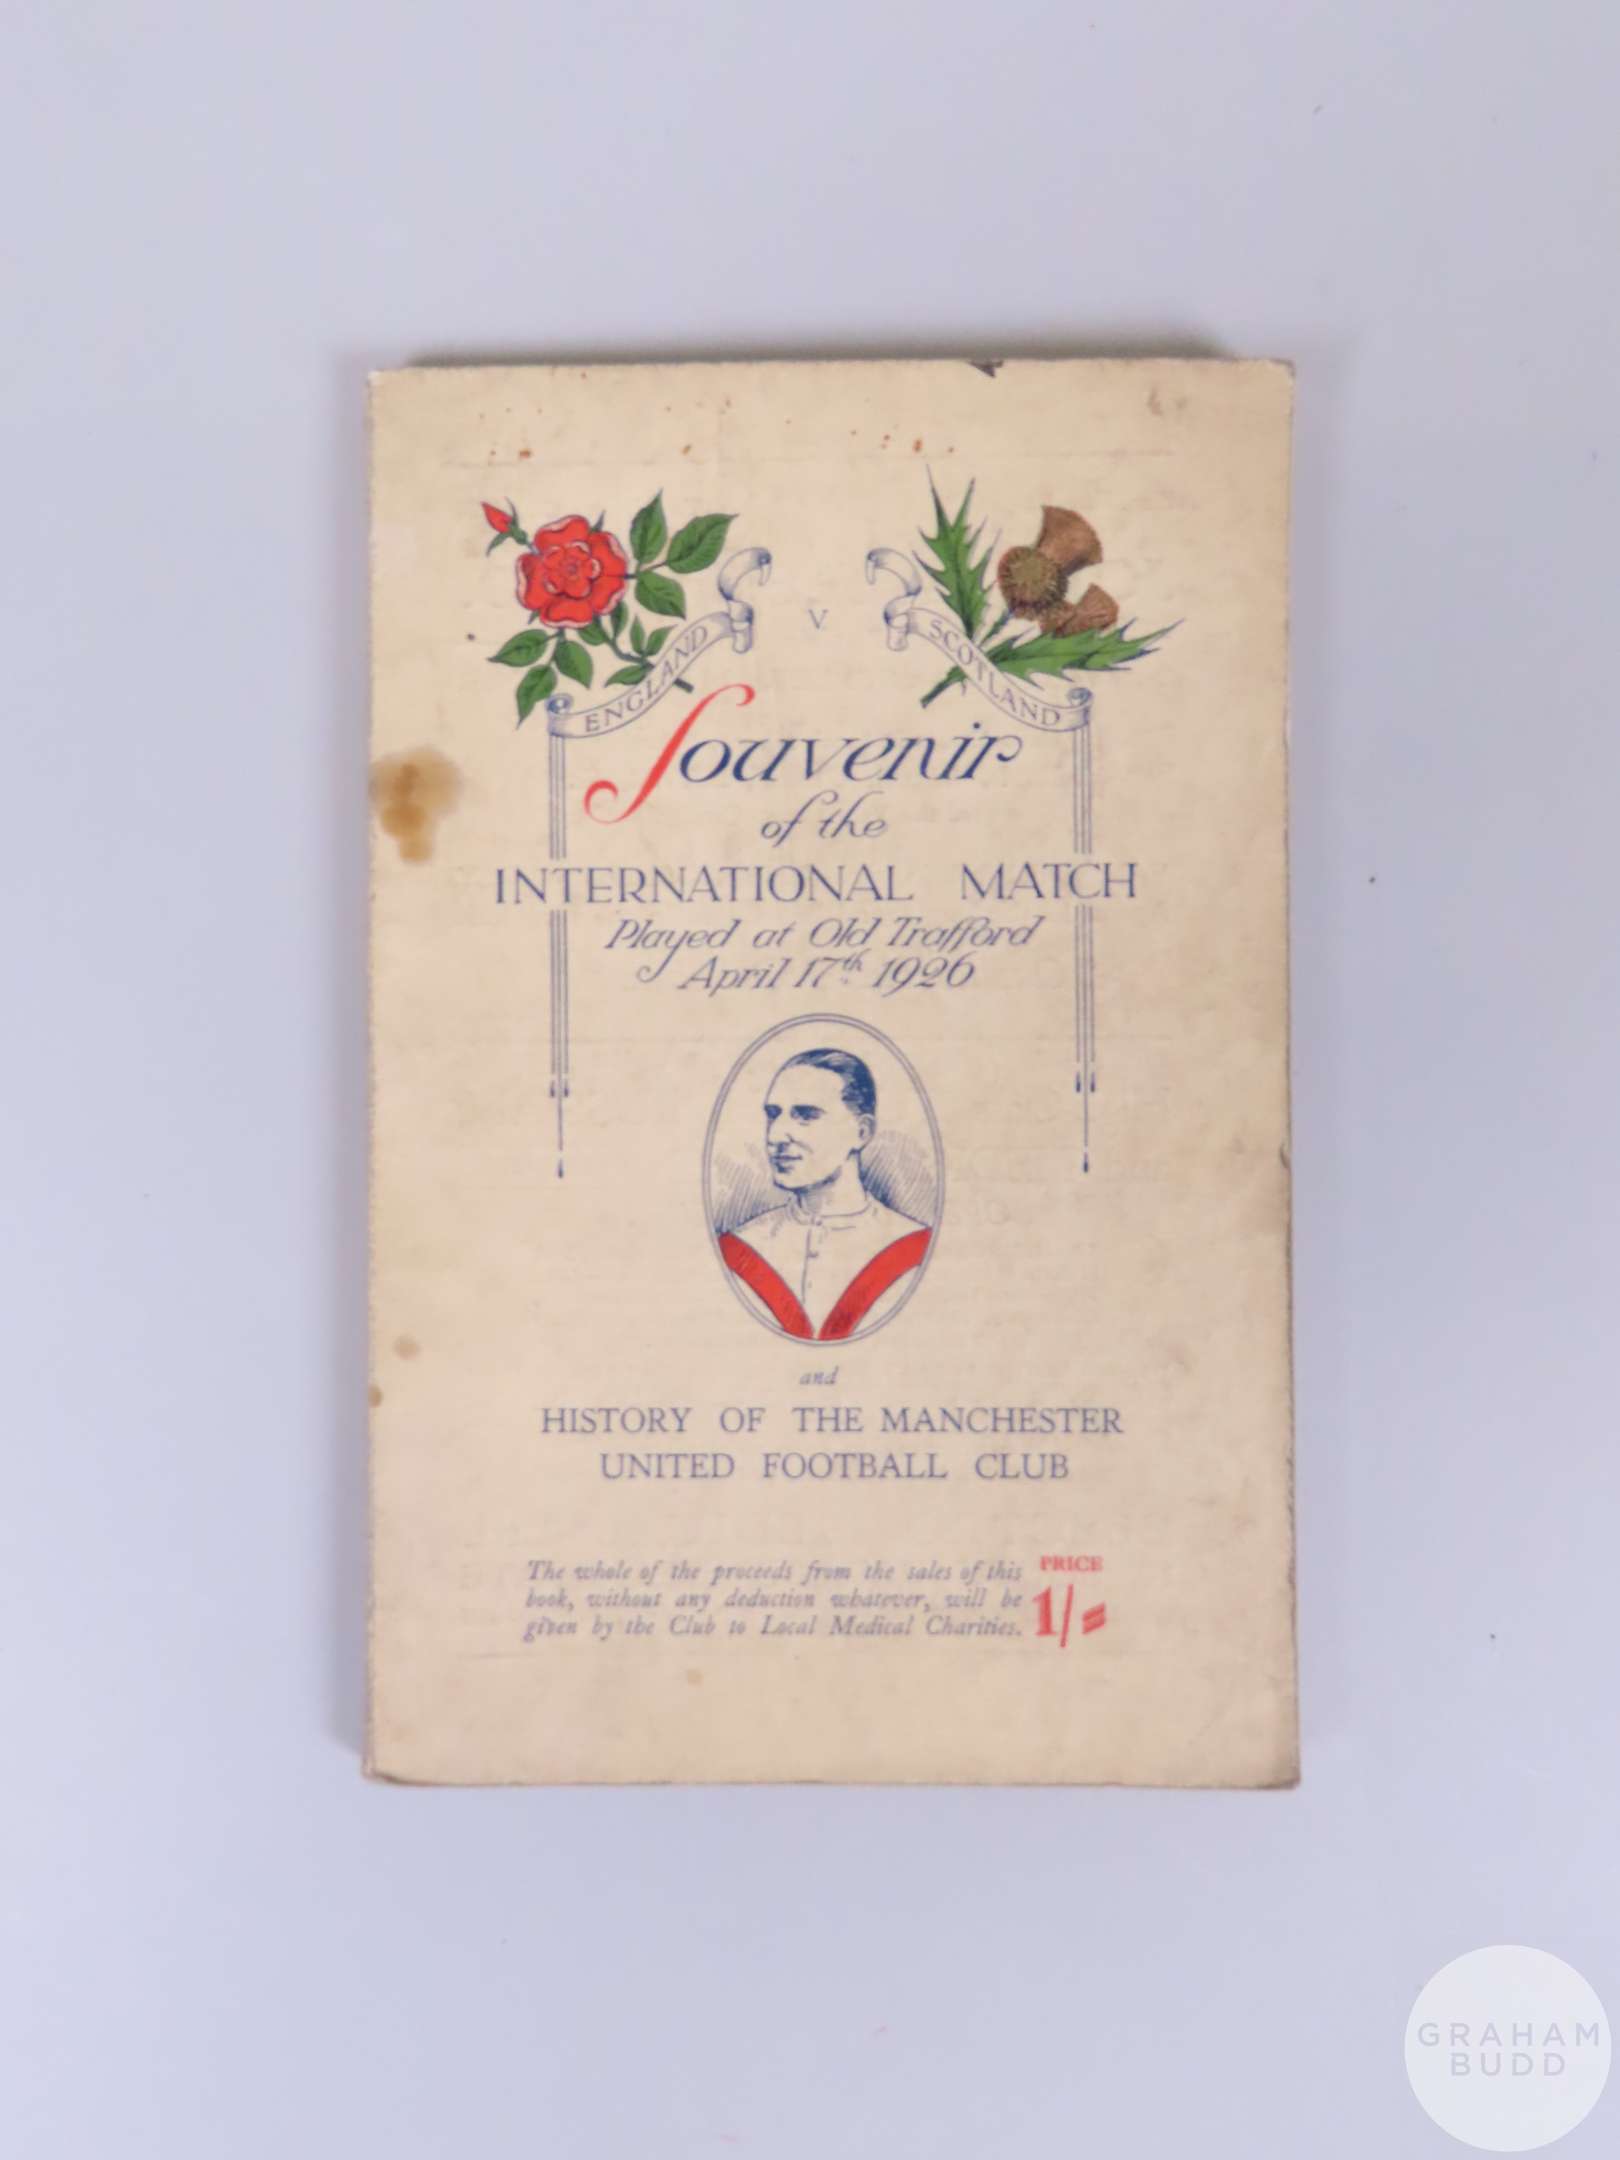 ENGLAND V SCOTLAND
Souvenir
of the
INTERNATIONAL MATCH
Played at Old Trafford
April 17th 1926
and
HISTORY OF THE MANCHESTER
UNITED FOOTBALL CLUB
The whole of the proceeds from the sales of this
book, without any deduction whatever, will be
given by the Club to Local Medical Charities.
PRICE
1/=
GRAHAM
BUDD